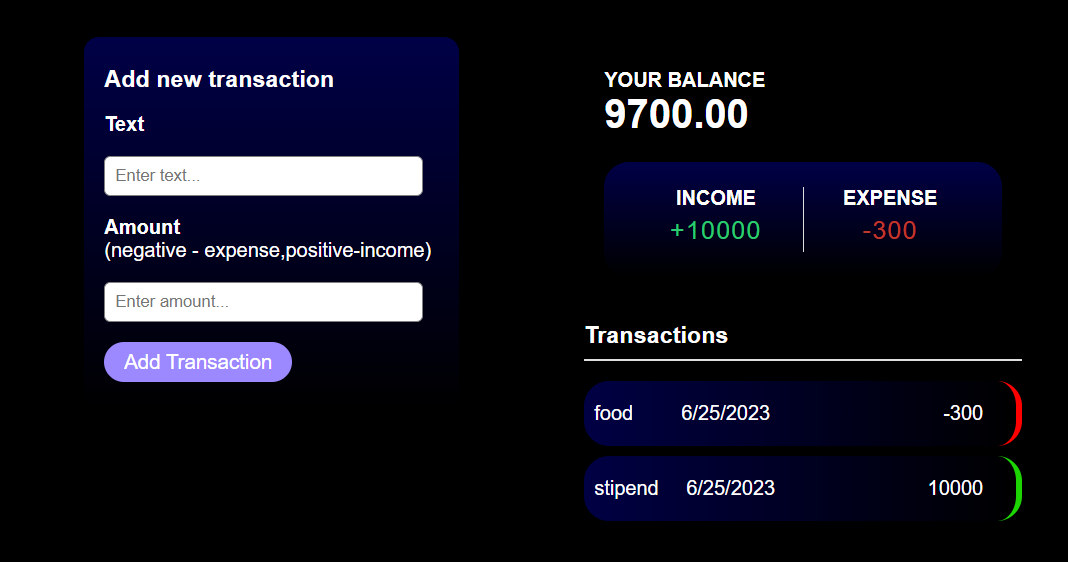 Add new transaction
Text
Enter text...
Amount
(negative - expense,positive-income)
Enter amount...
Add Transaction
YOUR BALANCE
9700.00
INCOME EXPENSE
+10000 -300
Transactions
food 6/25/2023 -300
stipend 6/25/2023 10000